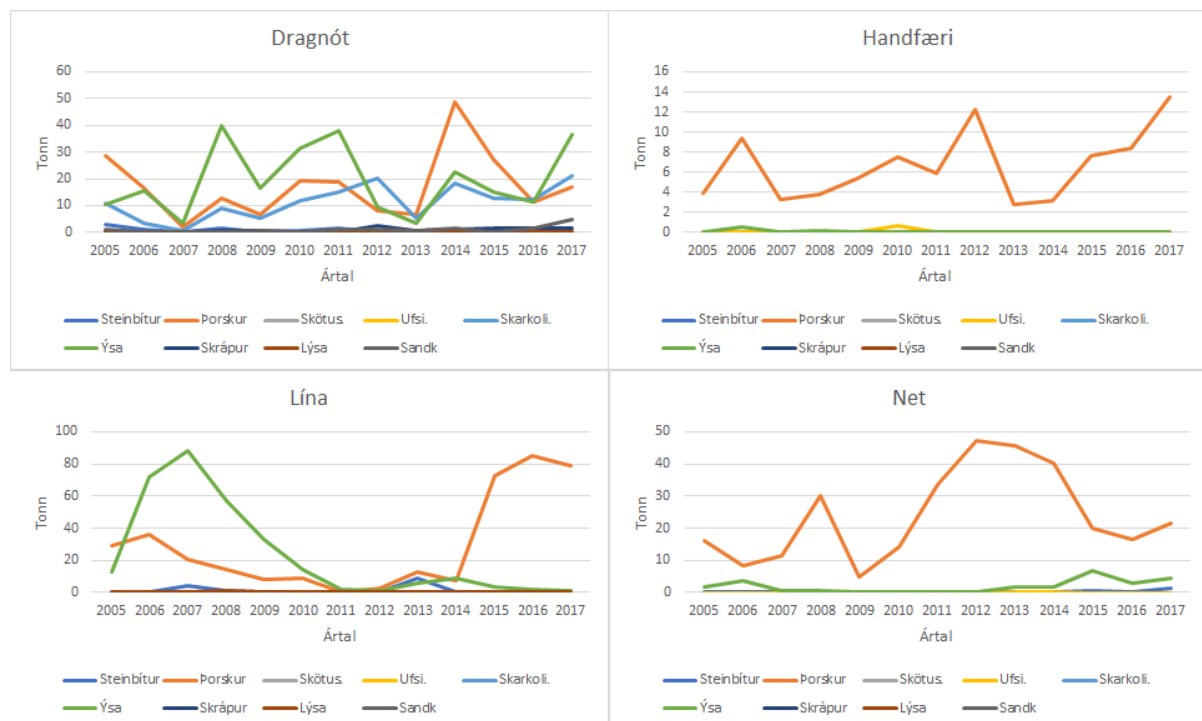 Dragnót
60
50
40
30
20
10
0
Tonn
2005 2006 2007 2008 2009 2010 2011 2012 2013 2014 2015 2016 2017
Ártal
Steinbítur Þorskur Skötus. Ufsi. Skarkoli.
Ýsa Skrápur Lýsa Sandk
Handfæri
16
14
12
10
8
6
4
2
0
Tonn
2005 2006 2007 2008 2009 2010 2011 2012 2013 2014 2015 2016 2017
Ártal
Steinbítur Þorskur Skötus. Ufsi. Skarkoli.
Ýsa Skrápur Lýsa Sandk
Lína
100
80
60
40
20
0
Tonn
2005 2006 2007 2008 2009 2010 2011 2012 2013 2014 2015 2016 2017
Ártal
Steinbítur Þorskur Skötus. Ufsi. Skarkoli.
Ýsa Skrápur Lýsa Sandk
Net
50
40
30
20
10
0
Tonn
2005 2006 2007 2008 2009 2010 2011 2012 2013 2014 2015 2016 2017
Ártal
Steinbítur Þorskur Skötus. Ufsi. Skarkoli.
Ýsa Skrápur Lýsa Sandk